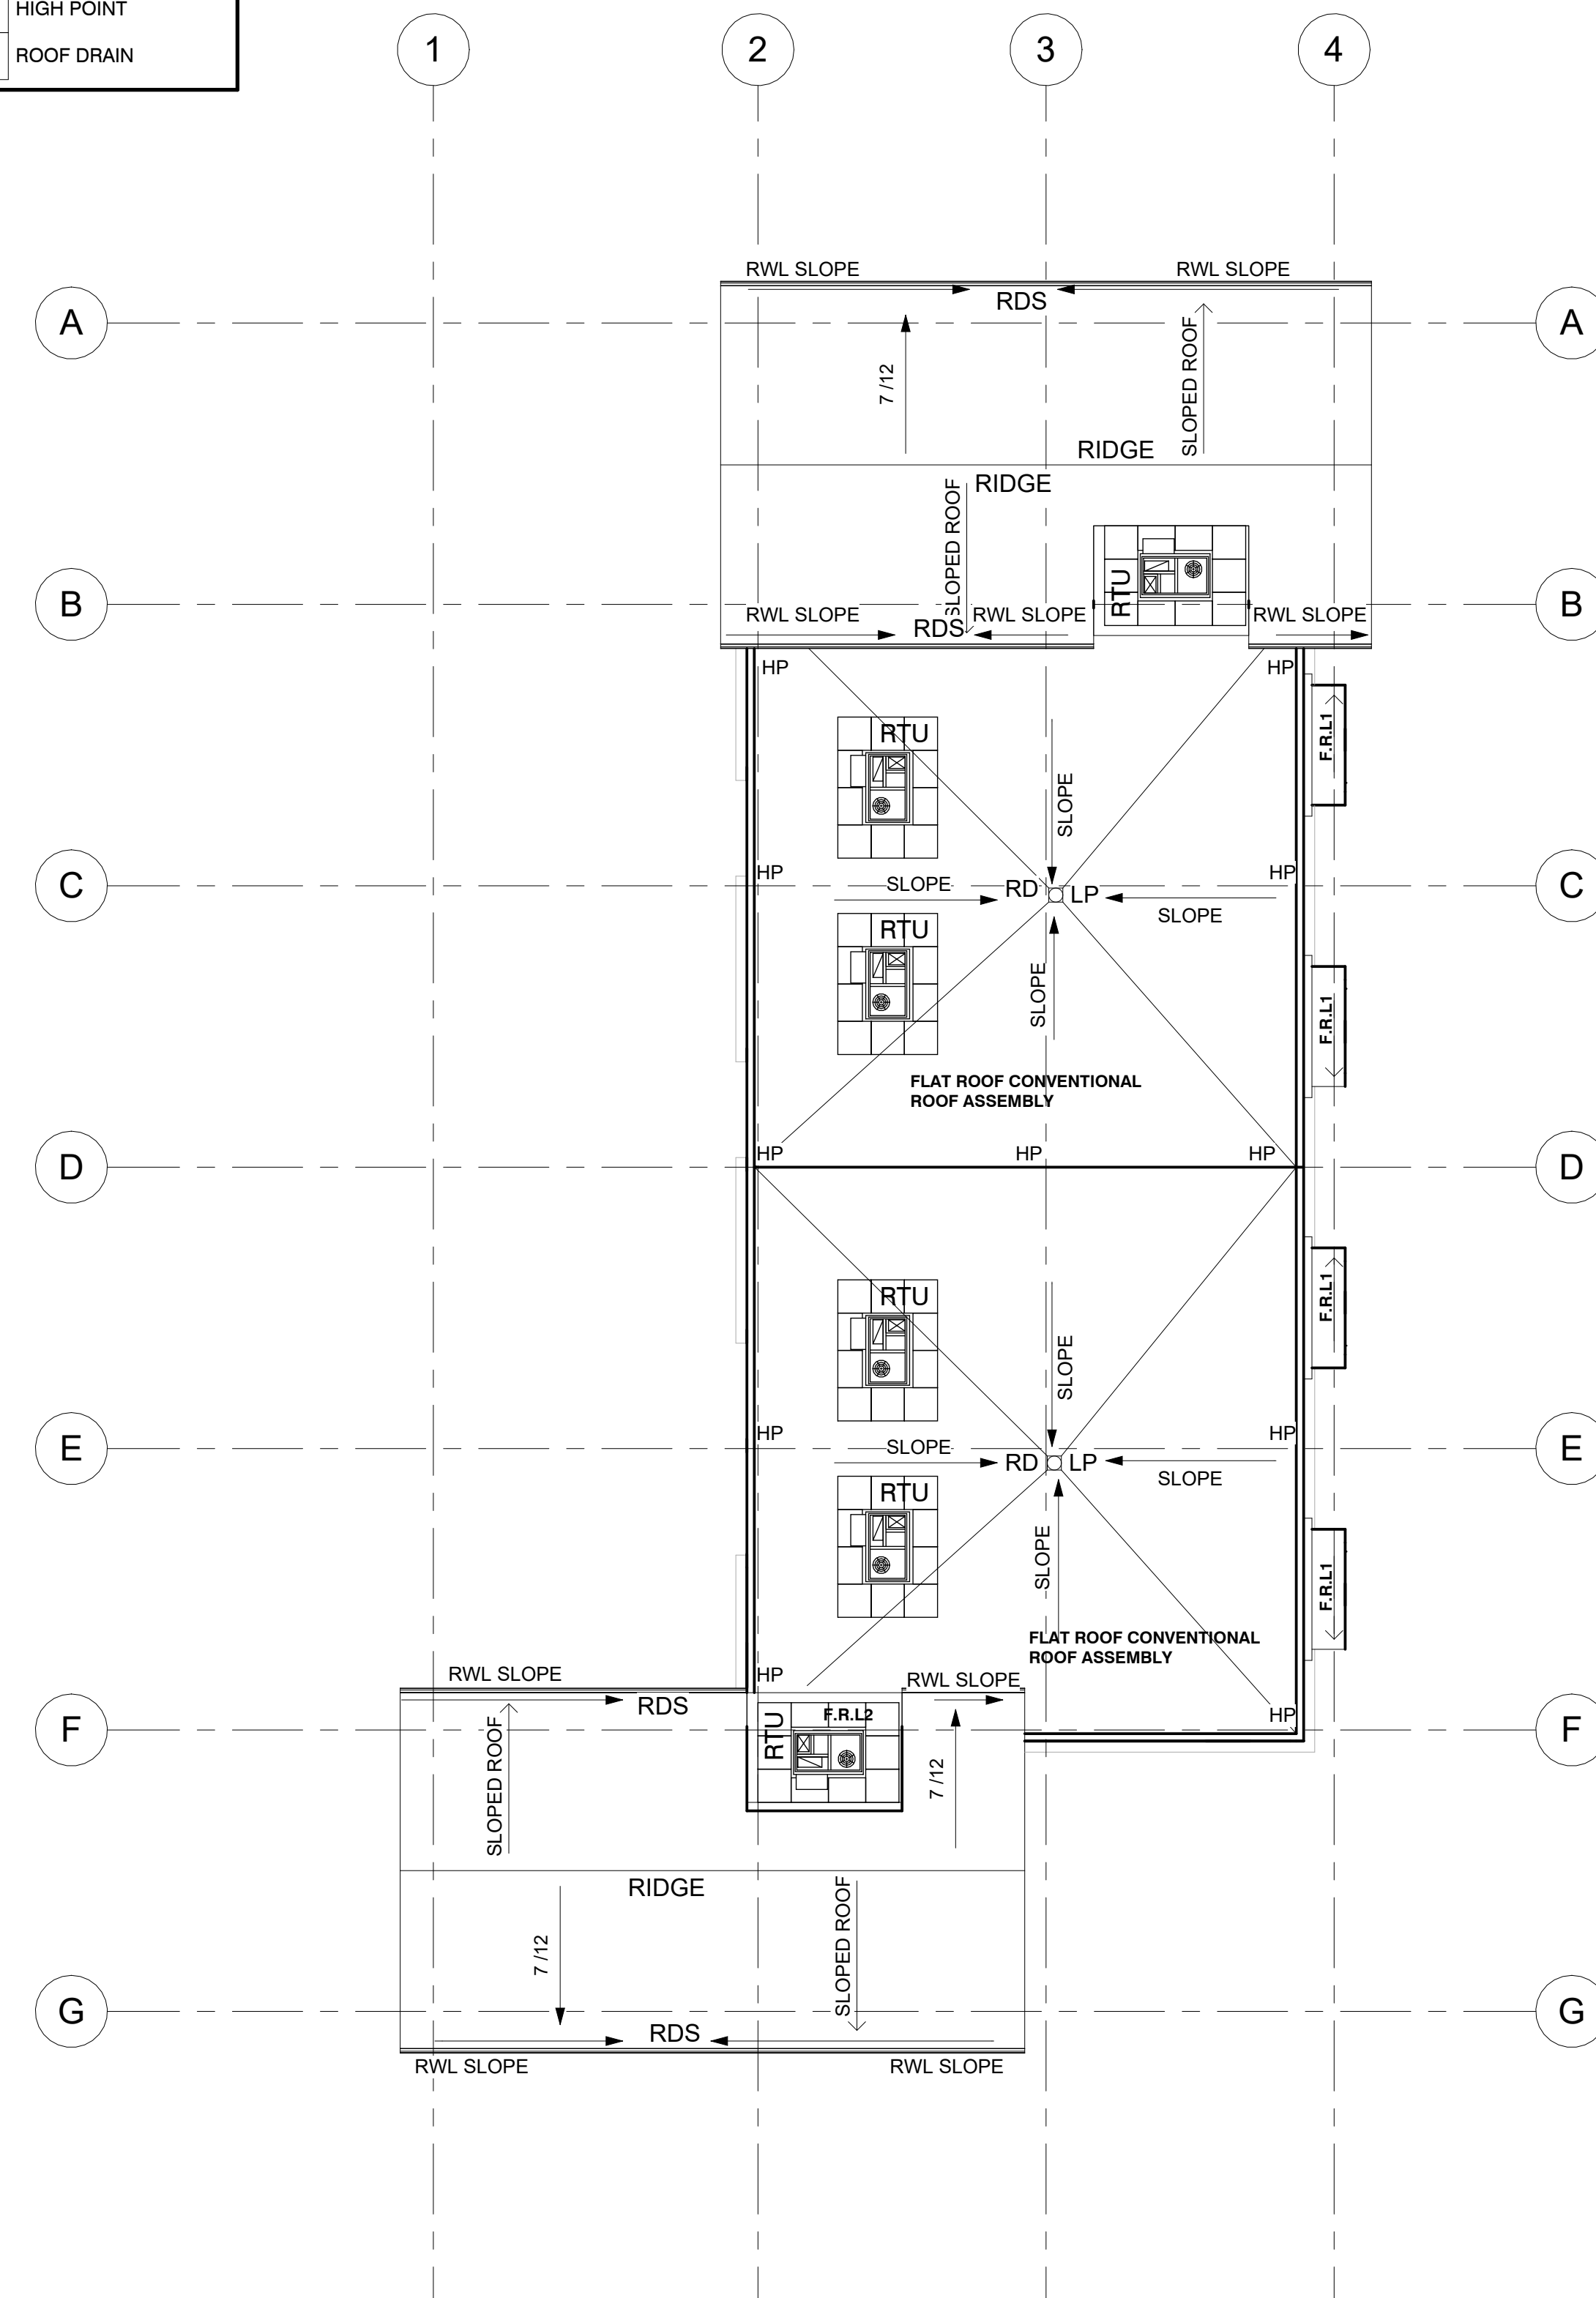 HIGH POINT
ROOF DRAIN
1
2
3
4
RWL SLOPE
RWL SLOPE
RDS
A
A
7 /12
SLOPED ROOF
RIDGE
RIDGE
SLOPED ROOF
RTU
B
B
RWL SLOPE
RWL SLOPE
RWL SLOPE
RDS
HP
HP
RTU
F.R.L1
SLOPE
C
C
HP
HP
SLOPE
RD
LP
SLOPE
RTU
SLOPE
F.R.L1
FLAT ROOF CONVENTIONAL
ROOF ASSEMBLY
D
D
HP
HP
HP
RTU
F.R.L1
SLOPE
HP
HP
E
E
SLOPE
RD
LP
SLOPE
RTU
SLOPE
F.R.L1
FLAT ROOF CONVENTIONAL
ROOF ASSEMBLY
RWL SLOPE
HP
RWL SLOPE
RDS
F.R.L2
HP
F
F
RTU
SLOPED ROOF
7 /12
RIDGE
7 /12
SLOPED ROOF
G
G
RDS
RWL SLOPE
RWL SLOPE